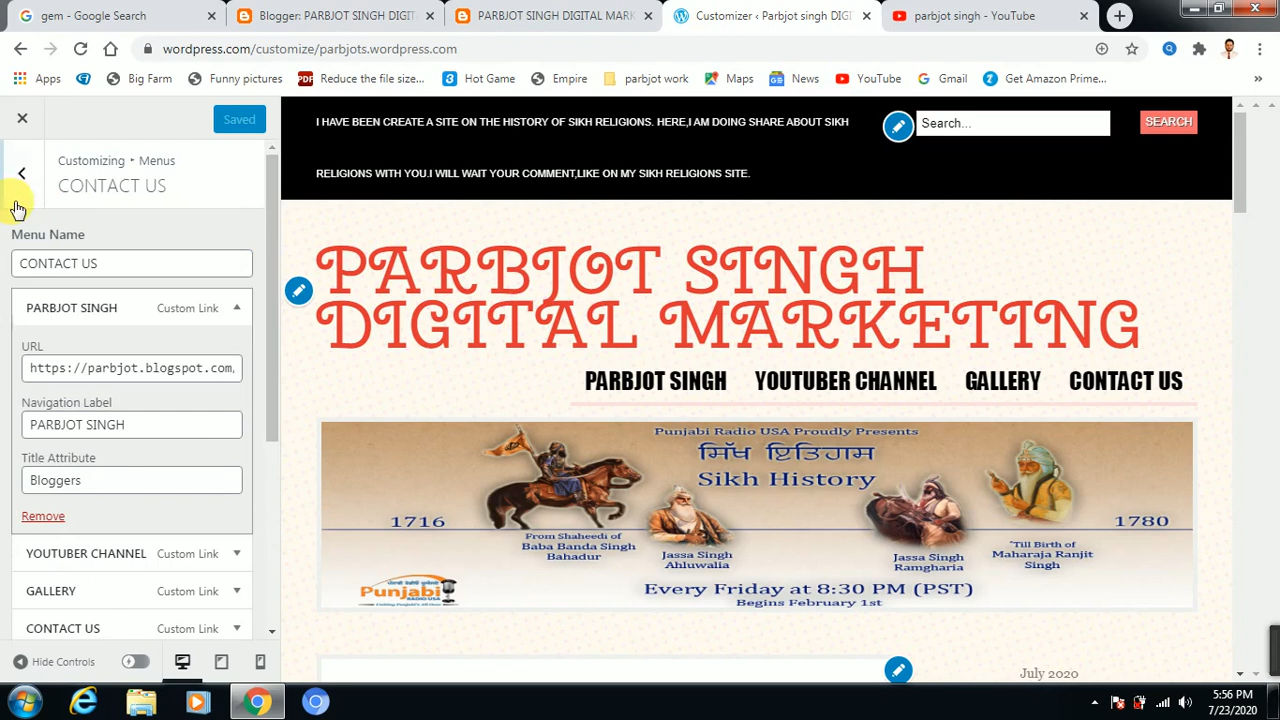 gem - Google Search
Blogger: PARBJOT SINGH DIGIT
PARBJOT SINGH DIGITAL MARK
Customizer ‹ Parbjot singh DIGI
parbjot singh - YouTube
wordpress.com/customize/parbjots.wordpress.com
Apps
Big Farm
Funny pictures
PDF
Reduce the file size...
Hot Game
Empire
parbjot work
Maps
News
YouTube
Gmail
Get Amazon Prime...
»
Saved
Customizing ▸ Menus
CONTACT US
Menu Name
CONTACT US
PARBJOT SINGH
Custom Link
URL
https://parbjot.blogspot.com,
Navigation Label
PARBJOT SINGH
Title Attribute
Bloggers
Remove
YOUTUBER CHANNEL
Custom Link
GALLERY
Custom Link
CONTACT US
Custom Link
Hide Controls
I HAVE BEEN CREATE A SITE ON THE HISTORY OF SIKH RELIGIONS. HERE,I AM DOING SHARE ABOUT SIKH
RELIGIONS WITH YOU.I WILL WAIT YOUR COMMENT,LIKE ON MY SIKH RELIGIONS SITE.
Search...
SEARCH
PARBJOT SINGH
DIGITAL MARKETING
PARBJOT SINGH
YOUTUBER CHANNEL
GALLERY
CONTACT US
Punjabi Radio USA Proudly Presents
ਸਿੱਖ ਇਤਿਹਾਸ
Sikh History
1716
1780
From Shaheedi of
Baba Banda Singh
Bahadur
Jassa Singh
Ahluwalia
Jassa Singh
Ramgharia
"Till Birth of
Maharaja Ranjit
Singh
Punjabi
RADIO USA
Every Friday at 8:30 PM (PST)
Begins February 1st
July 2020
5:56 PM
7/23/2020